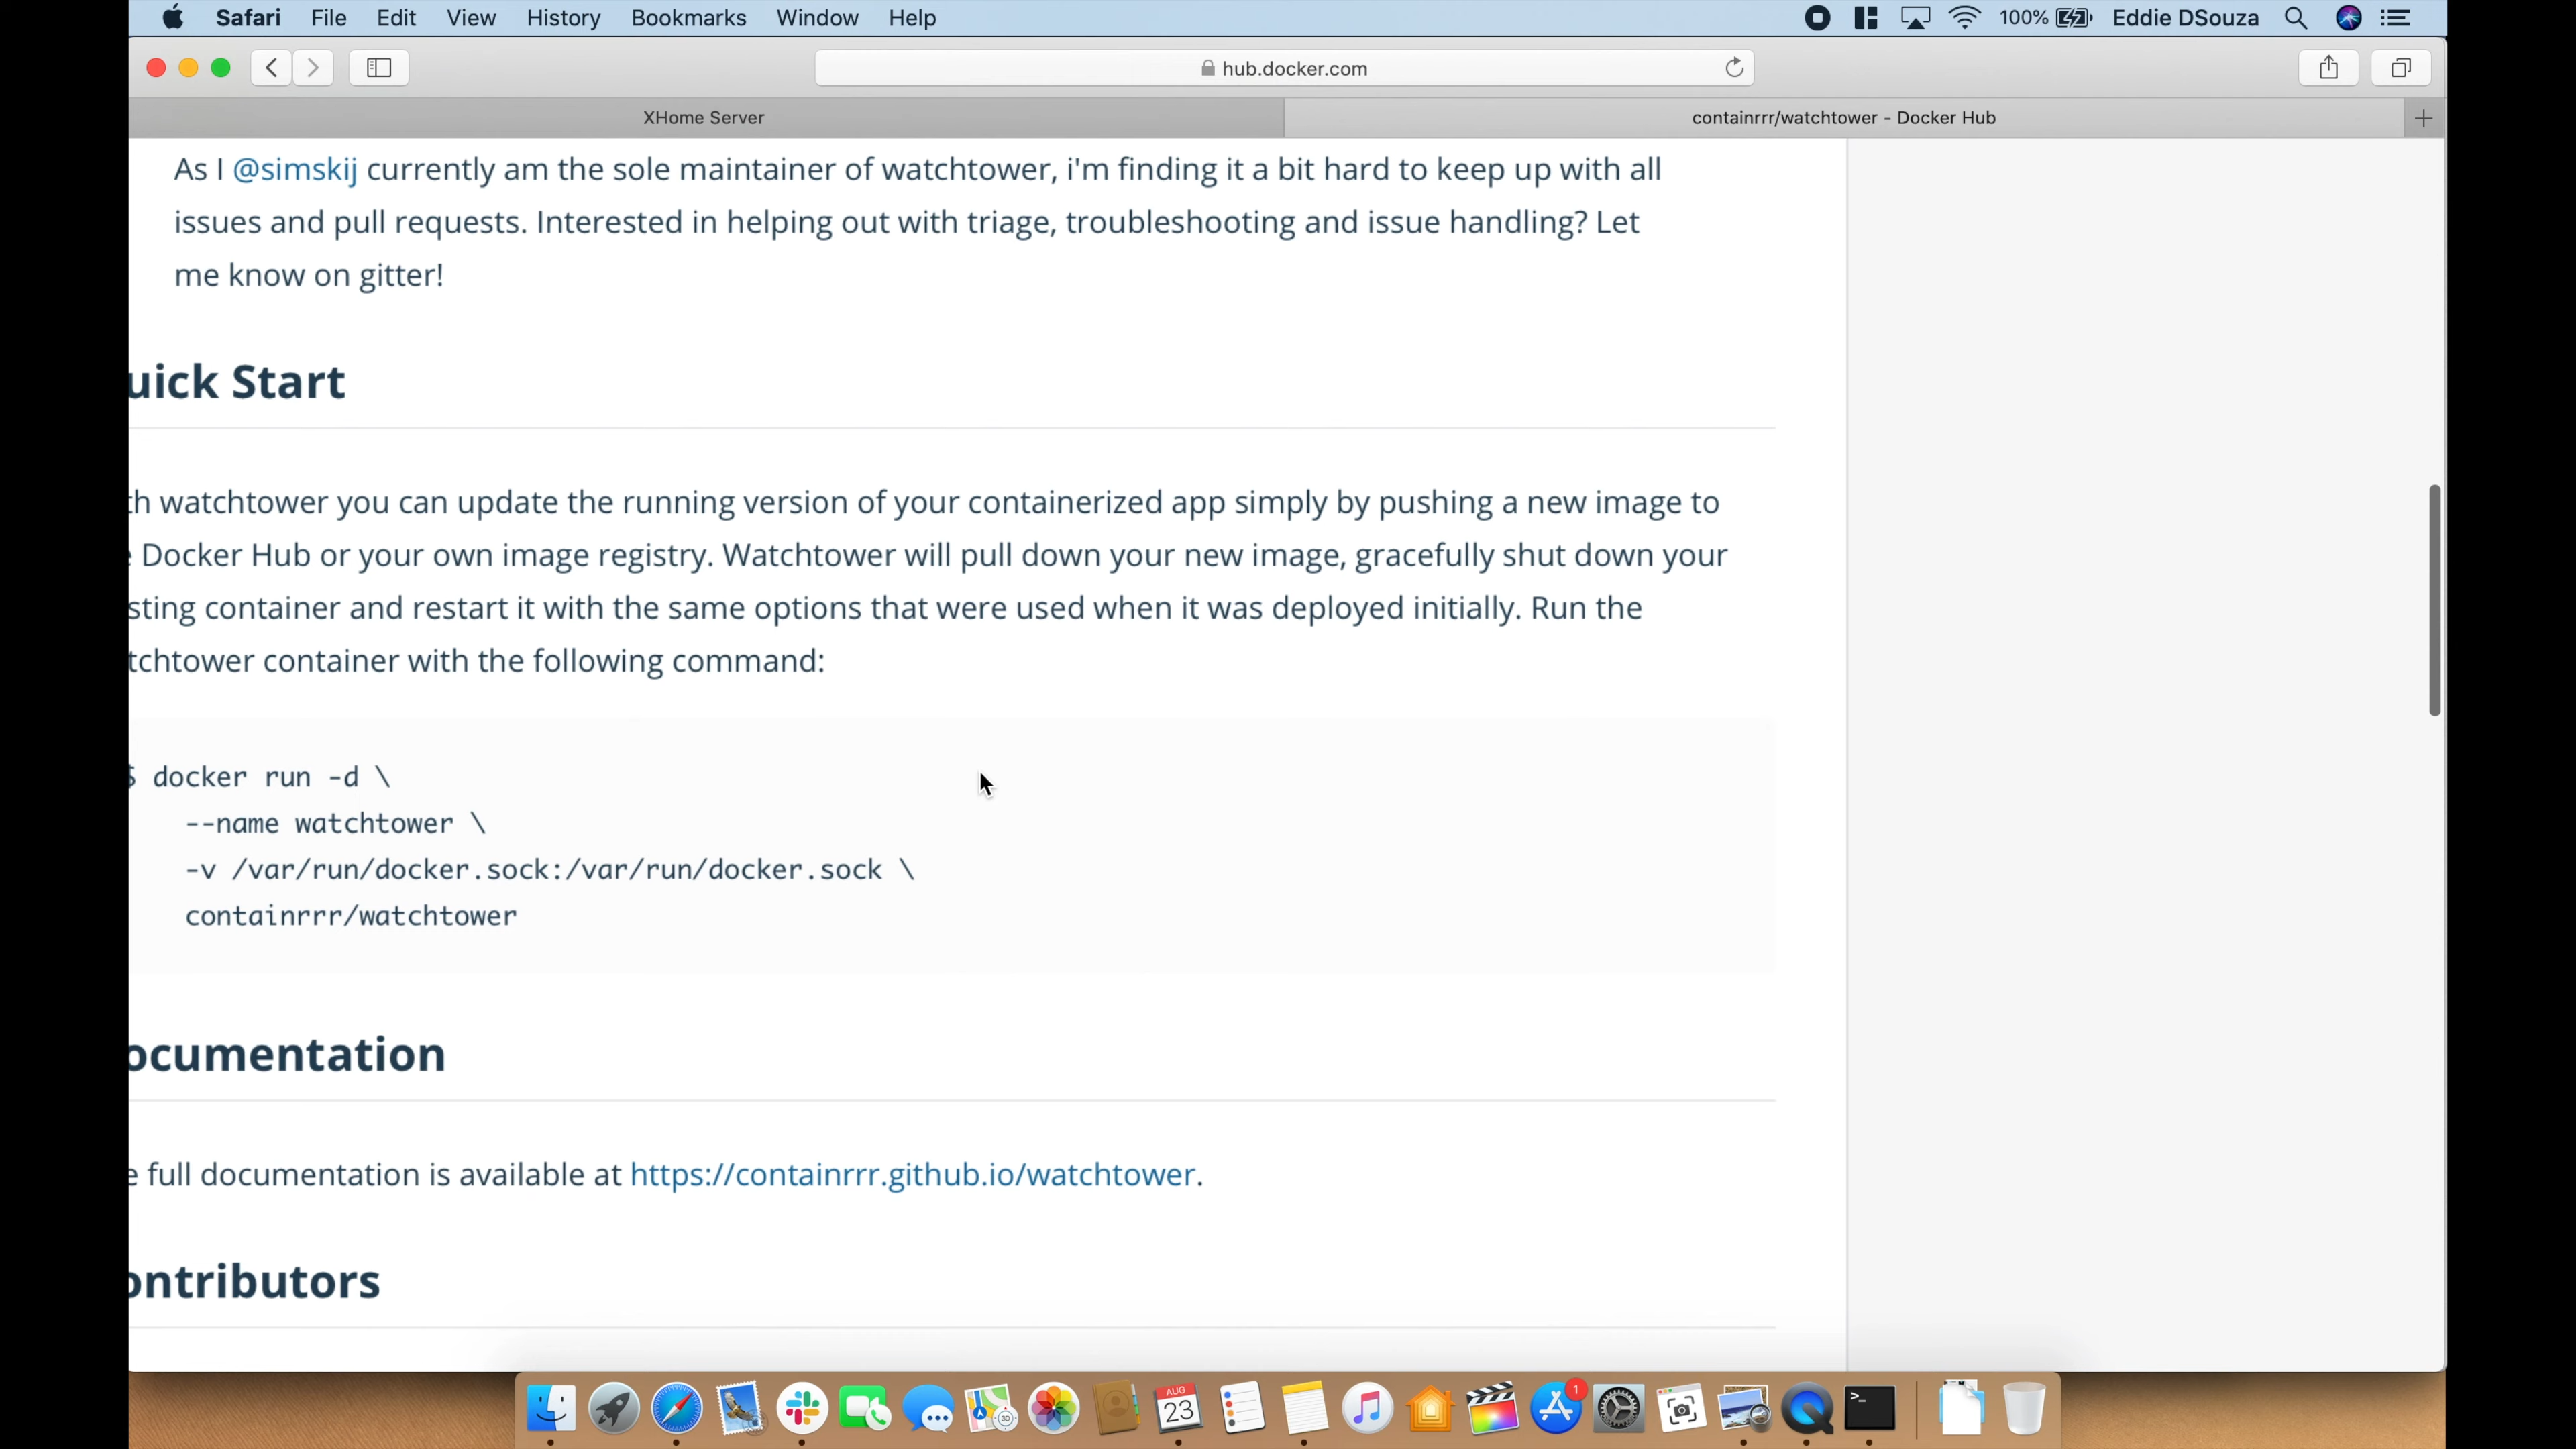 Safari File Edit View History Bookmarks Window Help 100% Eddie DSouza
hub.docker.com
XHome Server containrrr/watchtower - Docker Hub
As I @simskij currently am the sole maintainer of watchtower, i'm finding it a bit hard to keep up with all
issues and pull requests. Interested in helping out with triage, troubleshooting and issue handling? Let
me know on gitter!
uick Start
th watchtower you can update the running version of your containerized app simply by pushing a new image to
e Docker Hub or your own image registry. Watchtower will pull down your new image, gracefully shut down your
sting container and restart it with the same options that were used when it was deployed initially. Run the
tchtower container with the following command:
$ docker run -d \
--name watchtower \
-v /var/run/docker.sock:/var/run/docker.sock \
containrrr/watchtower
ocumentation
e full documentation is available at https://containrrr.github.io/watchtower.
ontributors
AUG
23
1